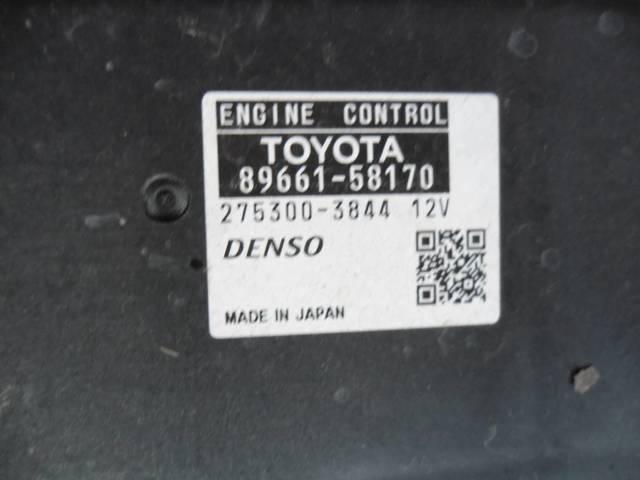 ENGINE CONTROL
TOYOTA
89661-58170
275300-3844 12V
DENSO
MADE IN JAPAN